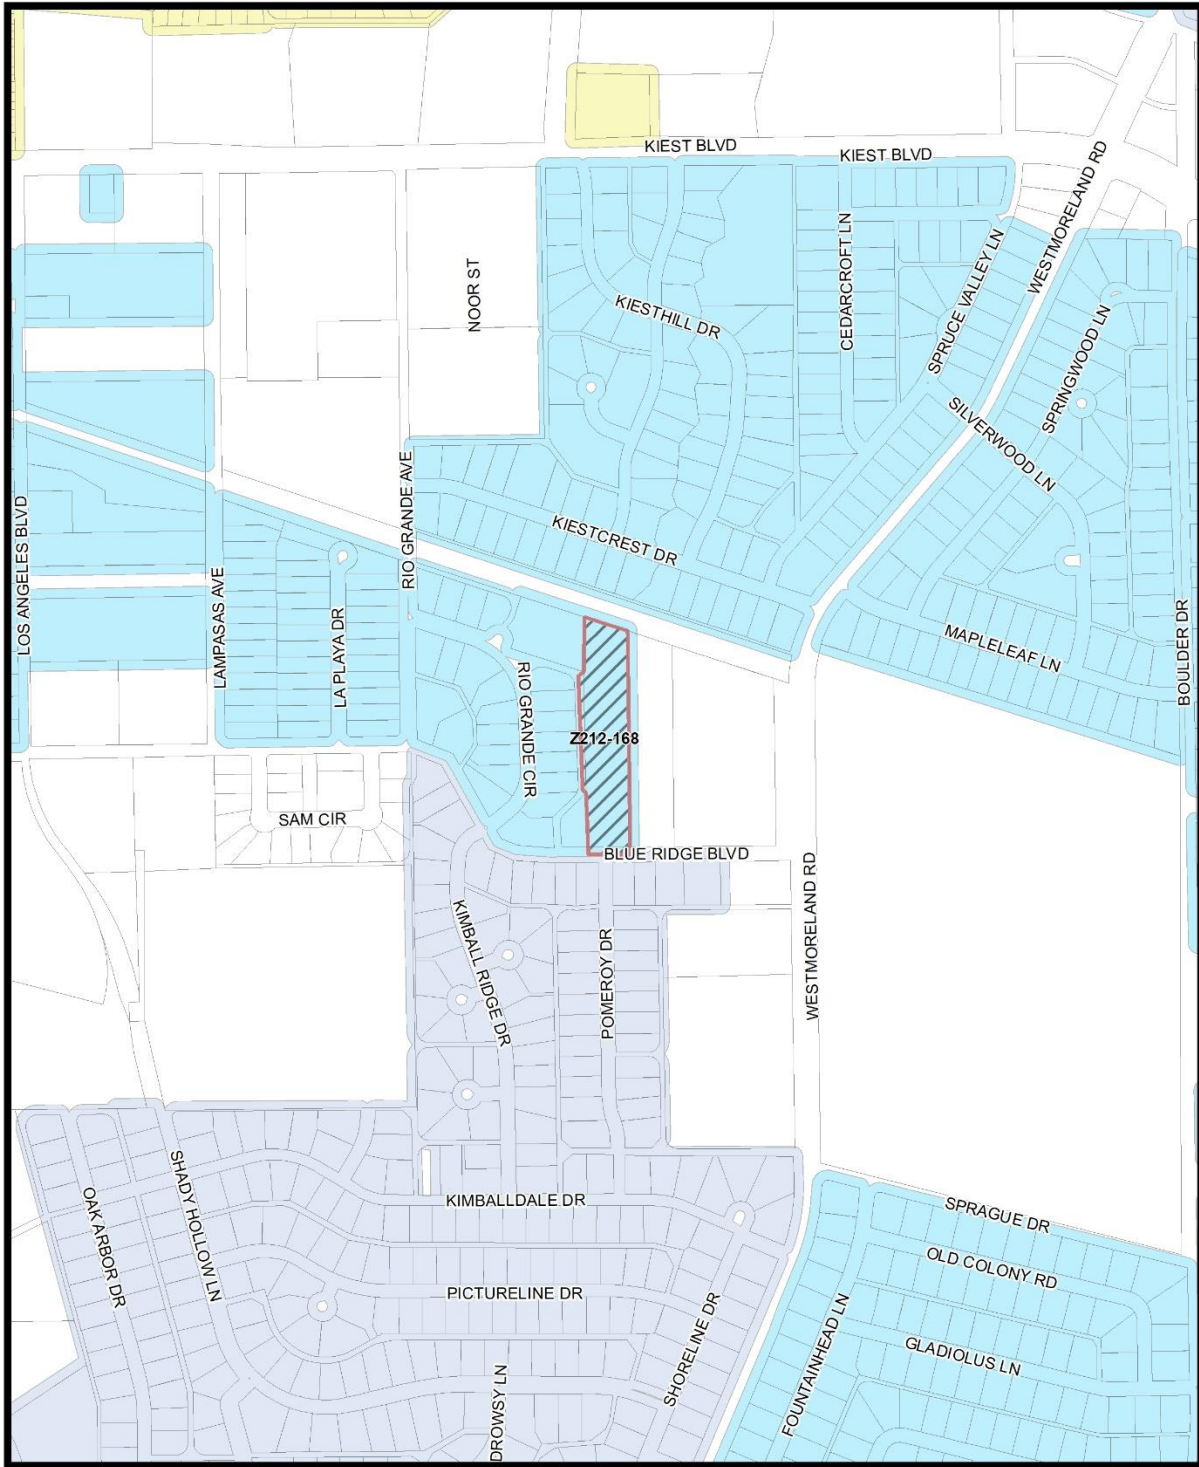 KIEST BLVD
KIEST BLVD
WESTMORELAND RD
CEDARCROFT LN
SPRUCE VALLEY LN
NOOR ST
KIESTHILL DR
SPRINGWOOD LN
SILVERWOOD LN
RIO GRANDE AVE
KIESTCREST DR
LOS ANGELES BLVD
LAMPASAS AVE
LA PLAYA DR
MAPLELEAF LN
BOULDER DR
RIO GRANDE CIR
Z212-168
SAM CIR
BLUE RIDGE BLVD
WESTMORELAND RD
KIMBALL RIDGE DR
POMEROY DR
OAK ARBOR DR
SHADY HOLLOW LN
KIMBALLDALE DR
SPRAGUE DR
OLD COLONY RD
PICTURELINE DR
SHORELINE DR
FOUNTAINHEAD LN
GLADIOLUS LN
DROWSY LN